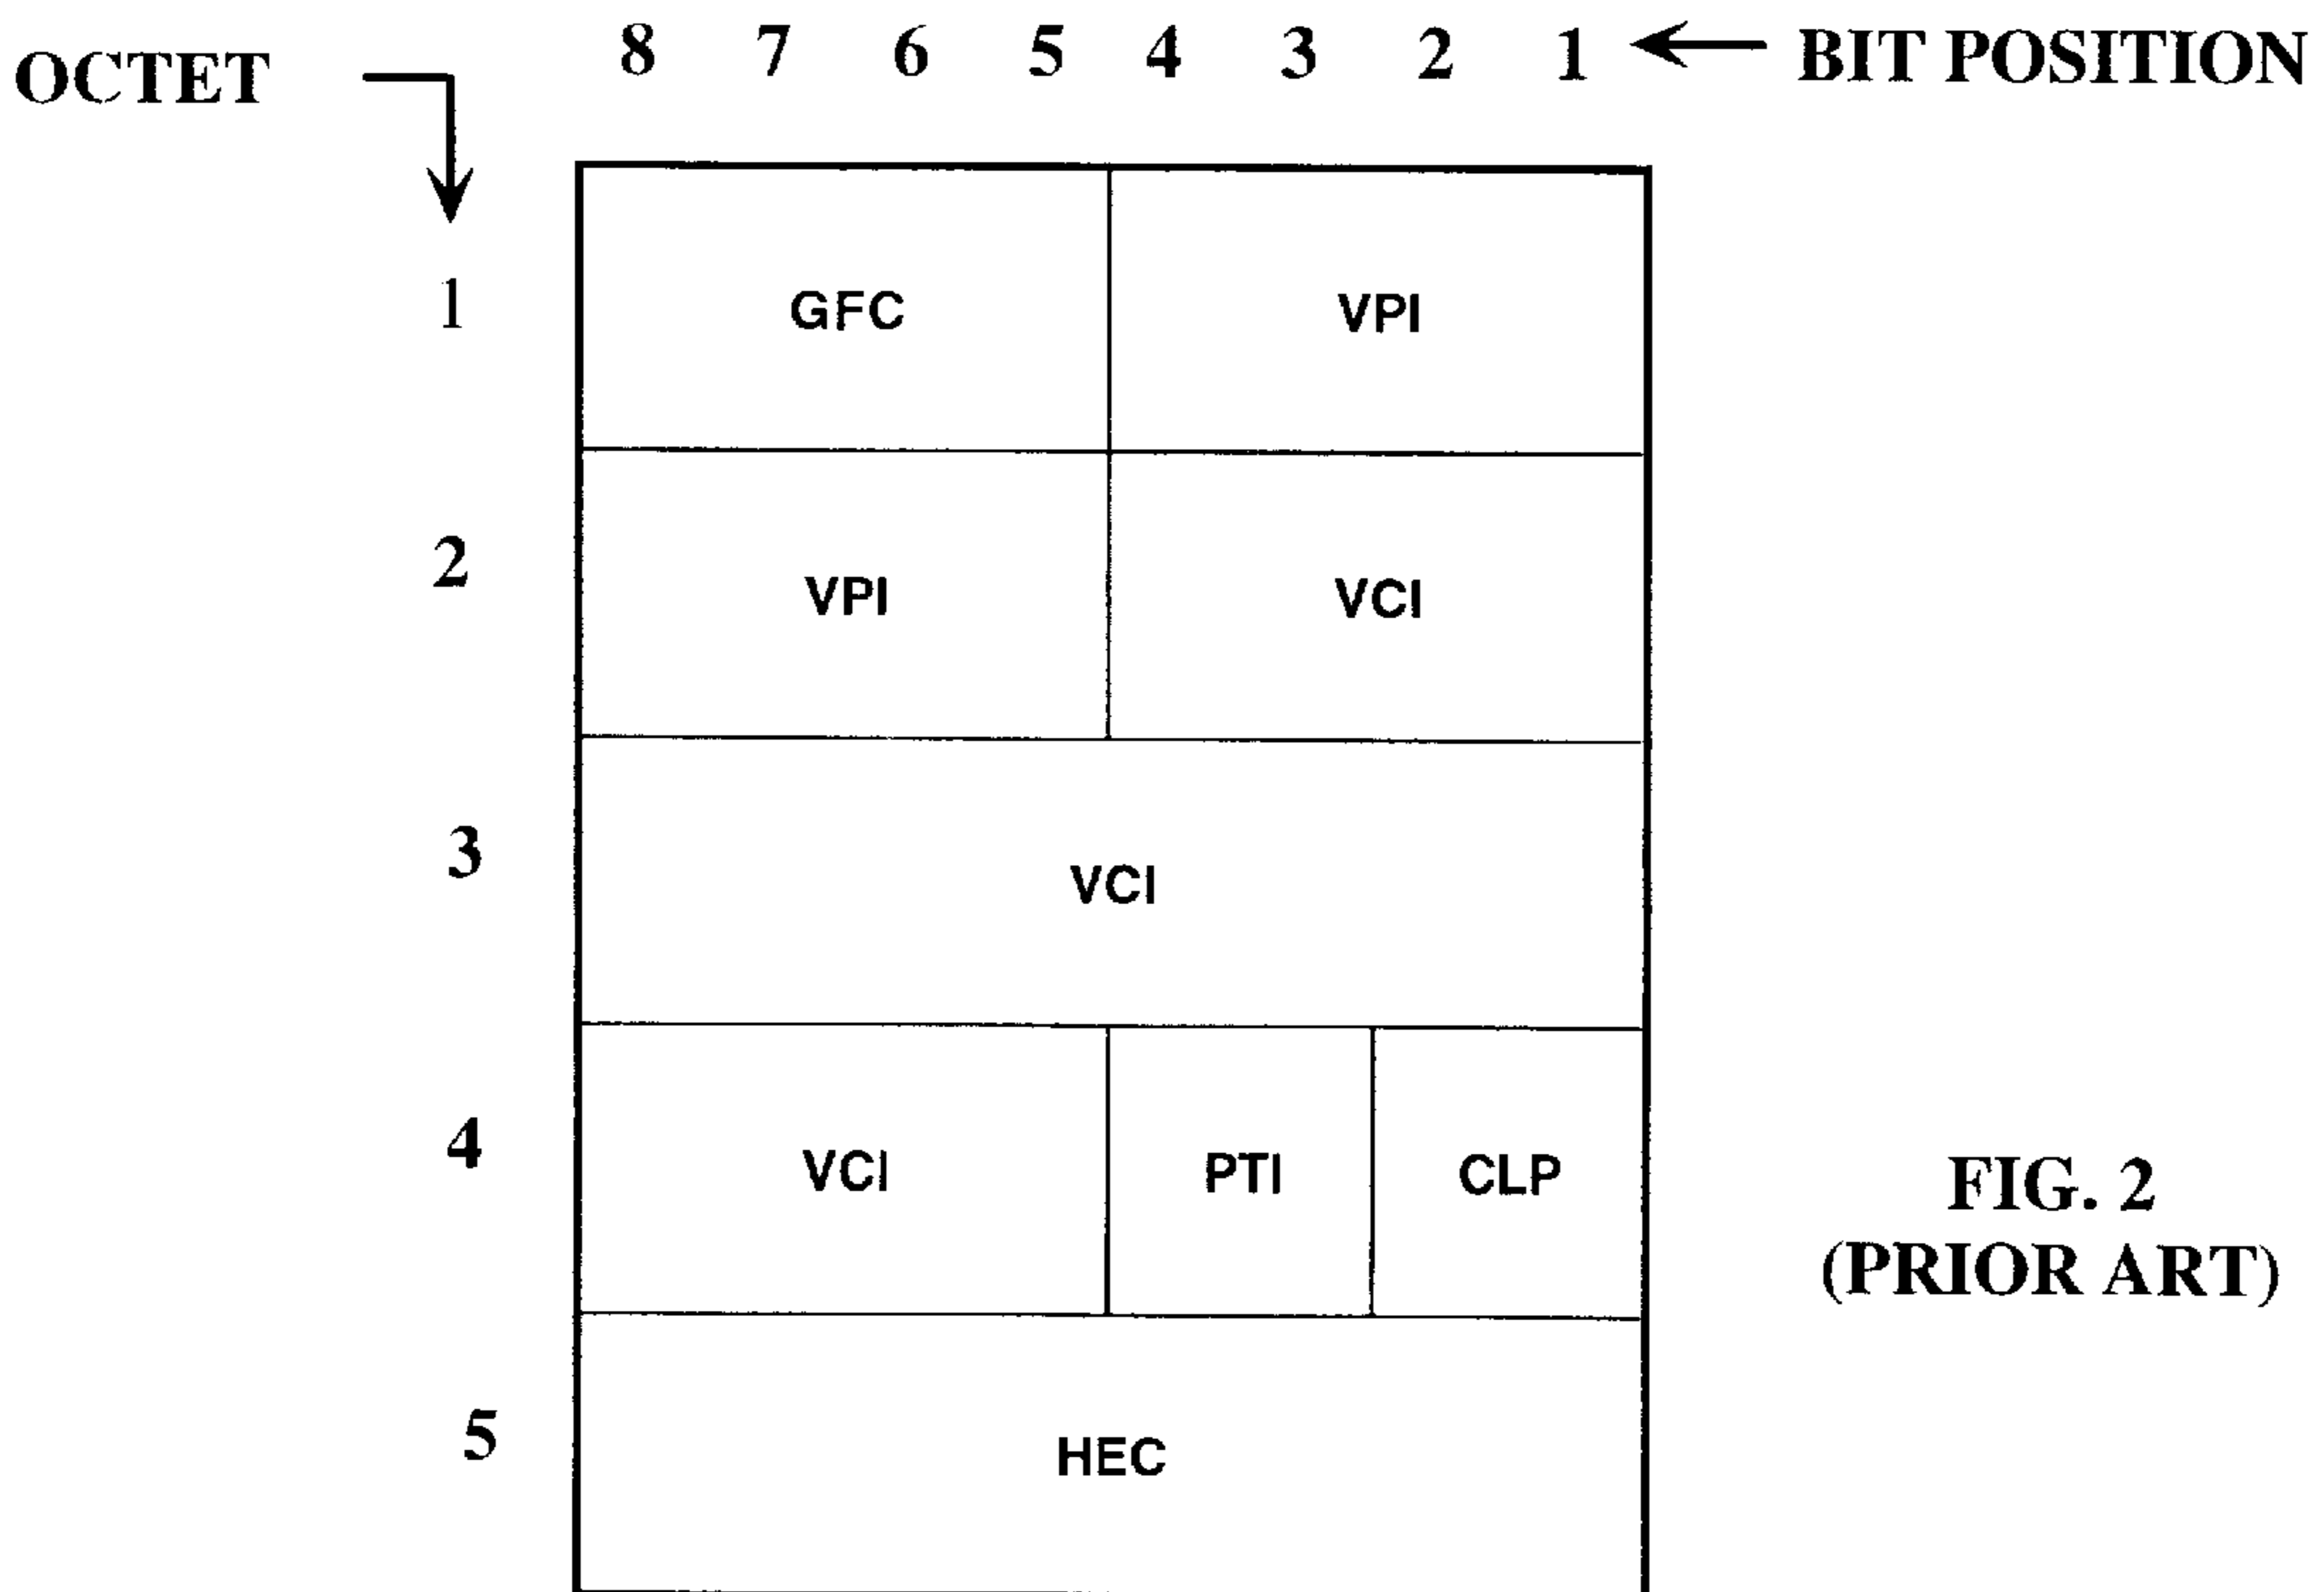 OCTET 8 7 6 5 4 3 2 1 BIT POSITION
1 GFC VPI
2 VPI VCI
3 VCI
4 VCI PTI CLP
FIG. 2
(PRIOR ART)
5 HEC